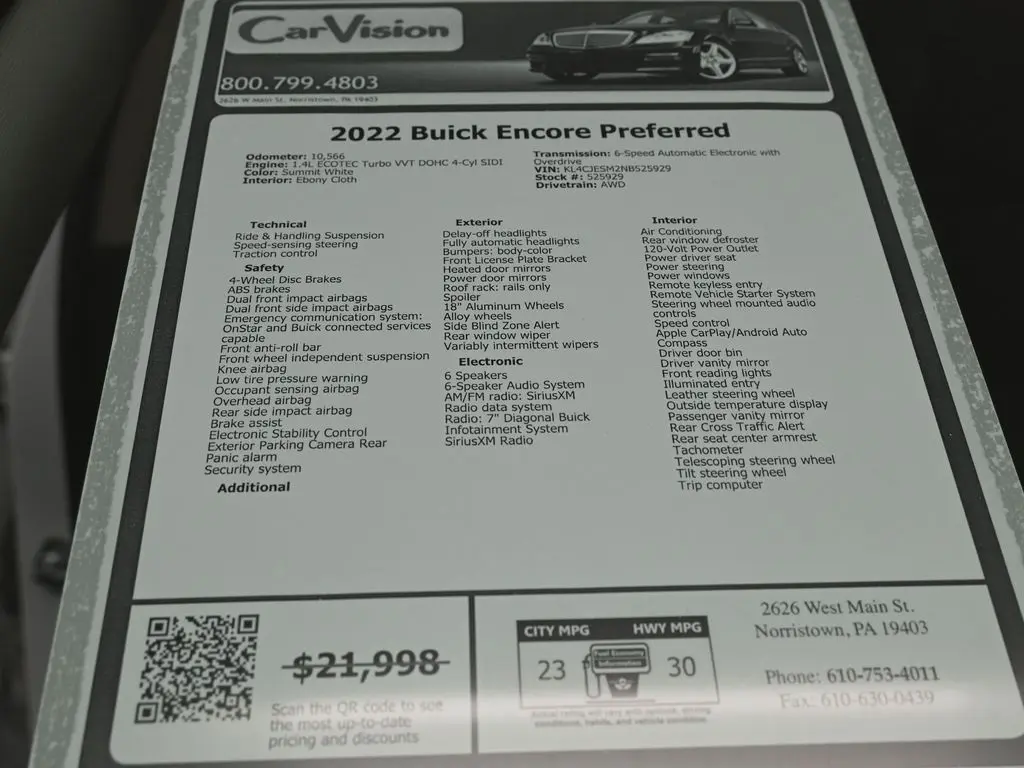 CarVision
800.799.4803
2626 W Main St. Norristown, PA 19403
2022 Buick Encore Preferred
Odometer: 10,566
Engine: 1.4L ECOTEC Turbo VVT DOHC 4-Cyl SIDI
Color: Summit White
Interior: Ebony Cloth
Transmission: 6-Speed Automatic Electronic with
Overdrive
VIN: KL4CJESM2NB525929
Stock #: 525929
Drivetrain: AWD
Technical
Ride & Handling Suspension
Speed-sensing steering
Traction control
Safety
4-Wheel Disc Brakes
ABS brakes
Dual front impact airbags
Dual front side impact airbags
Emergency communication system:
OnStar and Buick connected services
capable
Front anti-roll bar
Front wheel independent suspension
Knee airbag
Low tire pressure warning
Occupant sensing airbag
Overhead airbag
Rear side impact airbag
Brake assist
Electronic Stability Control
Exterior Parking Camera Rear
Panic alarm
Security system
Additional
Exterior
Delay-off headlights
Fully automatic headlights
Bumpers: body-color
Front License Plate Bracket
Heated door mirrors
Power door mirrors
Roof rack: rails only
Spoiler
18" Aluminum Wheels
Alloy wheels
Side Blind Zone Alert
Rear window wiper
Variably intermittent wipers
Electronic
6 Speakers
6-Speaker Audio System
AM/FM radio: SiriusXM
Radio data system
Radio: 7" Diagonal Buick
Infotainment System
SiriusXM Radio
Interior
Air Conditioning
Rear window defroster
120-Volt Power Outlet
Power driver seat
Power steering
Power windows
Remote keyless entry
Remote Vehicle Starter System
Steering wheel mounted audio
controls
Speed control
Apple CarPlay/Android Auto
Compass
Driver door bin
Driver vanity mirror
Front reading lights
Illuminated entry
Leather steering wheel
Outside temperature display
Passenger vanity mirror
Rear Cross Traffic Alert
Rear seat center armrest
Tachometer
Telescoping steering wheel
Tilt steering wheel
Trip computer
$21,998
Scan the QR code to see
the most up-to-date
pricing and discounts
CITY MPG HWY MPG
23 30
Fuel Economy
Information
Actual rating will vary with options, driving
conditions, habits, and vehicle condition.
2626 West Main St.
Norristown, PA 19403
Phone: 610-753-4011
Fax: 610-630-0439